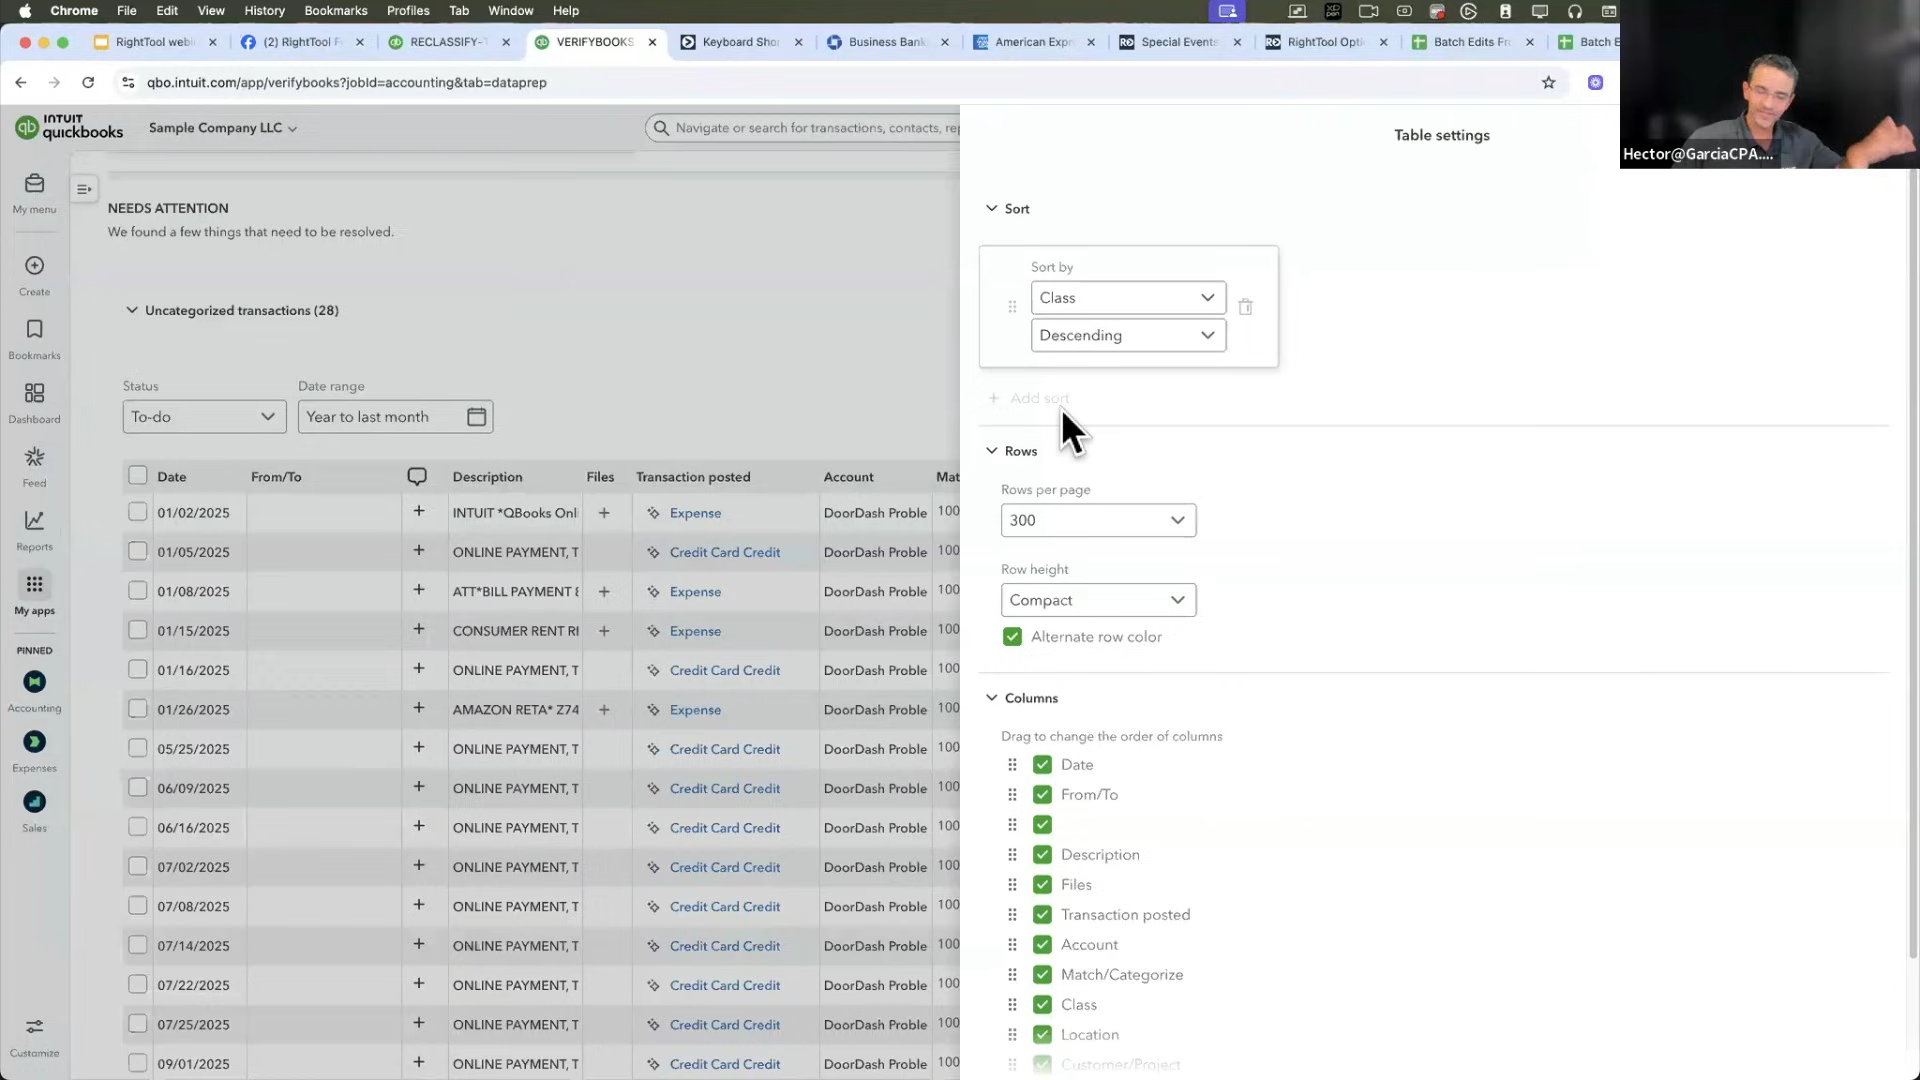 Chrome File Edit View History Bookmarks Profiles Tab Window Help
RightTool web
(2) RightTool F
RECLASSIFY-
VERIFYBOOKS
Keyboard Sho
Business Bank
American Exp
Special Events
RightTool Opt
Batch Edits Fr
Batch E
qbo.intuit.com/app/verifybooks?jobId=accounting&tab=dataprep
Hector@GarciaCPA....
INTUIT
quickbooks
Sample Company LLC
Navigate or search for transactions, contacts, rep
My menu
Create
Bookmarks
Dashboard
Feed
Reports
My apps
PINNED
Accounting
Expenses
Sales
Customize
NEEDS ATTENTION
We found a few things that need to be resolved.
Uncategorized transactions (28)
Status
Date range
To-do
Year to last month
Date From/To Description Files Transaction posted Account Mat
01/02/2025 + INTUIT *QBooks Onl + Expense DoorDash Proble 100
01/05/2025 + ONLINE PAYMENT, T Credit Card Credit DoorDash Proble 100
01/08/2025 + ATT*BILL PAYMENT 8 + Expense DoorDash Proble 100
01/15/2025 + CONSUMER RENT R + Expense DoorDash Proble 100
01/16/2025 + ONLINE PAYMENT, T Credit Card Credit DoorDash Proble 100
01/26/2025 + AMAZON RETA* Z74 + Expense DoorDash Proble 100
05/25/2025 + ONLINE PAYMENT, T Credit Card Credit DoorDash Proble 100
06/09/2025 + ONLINE PAYMENT, T Credit Card Credit DoorDash Proble 100
06/16/2025 + ONLINE PAYMENT, T Credit Card Credit DoorDash Proble 100
07/02/2025 + ONLINE PAYMENT, T Credit Card Credit DoorDash Proble 100
07/08/2025 + ONLINE PAYMENT, T Credit Card Credit DoorDash Proble 100
07/14/2025 + ONLINE PAYMENT, T Credit Card Credit DoorDash Proble 100
07/22/2025 + ONLINE PAYMENT, T Credit Card Credit DoorDash Proble 100
07/25/2025 + ONLINE PAYMENT, T Credit Card Credit DoorDash Proble 100
09/01/2025 + ONLINE PAYMENT, T Credit Card Credit DoorDash Proble 100
Table settings
Sort
Sort by
Class
Descending
+ Add sort
Rows
Rows per page
300
Row height
Compact
Alternate row color
Columns
Drag to change the order of columns
Date
From/To
Description
Files
Transaction posted
Account
Match/Categorize
Class
Location
Customer/Project